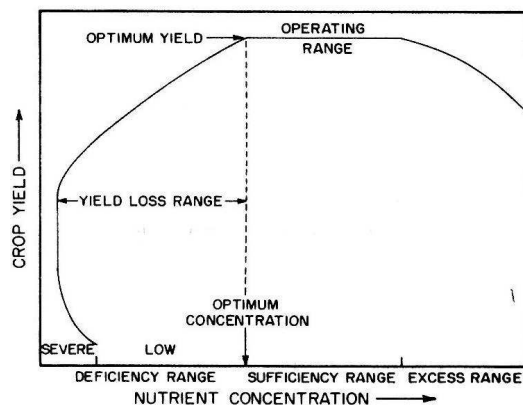 OPTIMUM YIELD
OPERATING
RANGE
YIELD LOSS RANGE
CROP YIELD
OPTIMUM
CONCENTRATION
SEVERE
LOW
DEFICIENCY RANGE
SUFFICIENCY RANGE
EXCESS RANGE
NUTRIENT CONCENTRATION